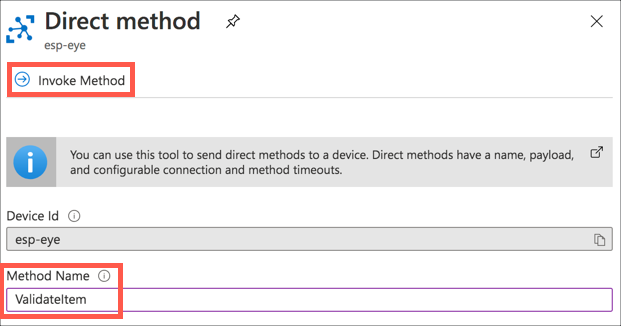 Direct method
esp-eye
Invoke Method
You can use this tool to send direct methods to a device. Direct methods have a name, payload,
and configurable connection and method timeouts.
Device Id
esp-eye
Method Name
ValidateItem